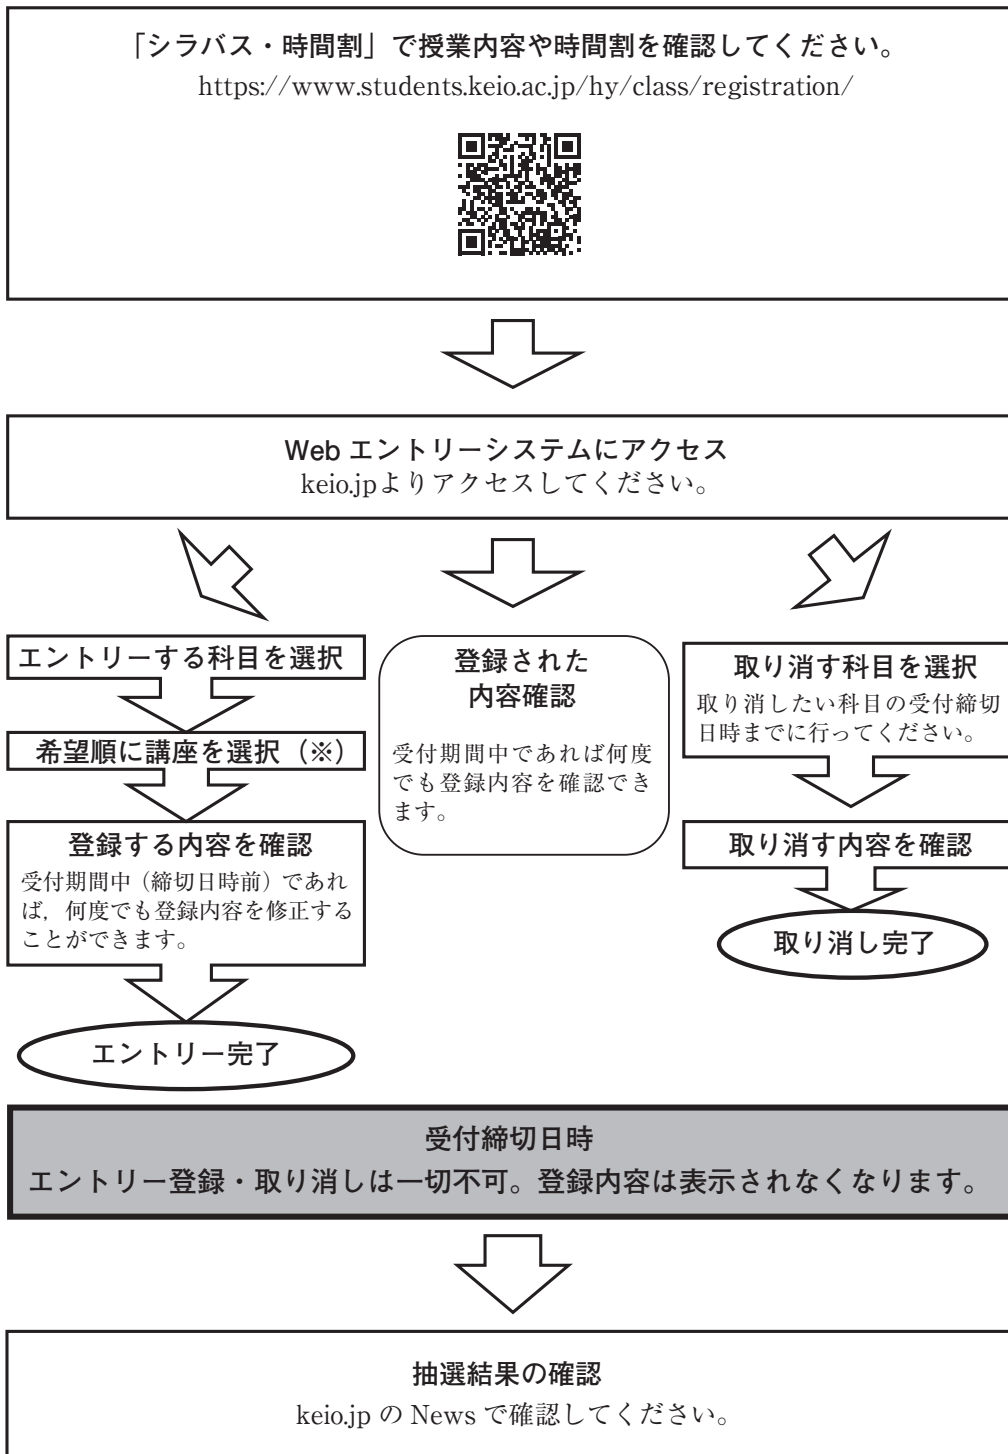 「シラバス・時間割」で授業内容や時間割を確認してください。
https://www.students.keio.ac.jp/hy/class/registration/
Web エントリーシステムにアクセス
keio.jpよりアクセスしてください。
エントリーする科目を選択
希望順に講座を選択（※）
登録する内容を確認
受付期間中（締切日時前）であれ
ば，何度でも登録内容を修正する
ことができます。
エントリー完了
登録された
内容確認
受付期間中であれば何度
でも登録内容を確認でき
ます。
取り消す科目を選択
取り消したい科目の受付締切
日時までに行ってください。
取り消す内容を確認
取り消し完了
受付締切日時
エントリー登録・取り消しは一切不可。登録内容は表示されなくなります。
抽選結果の確認
keio.jp の News で確認してください。